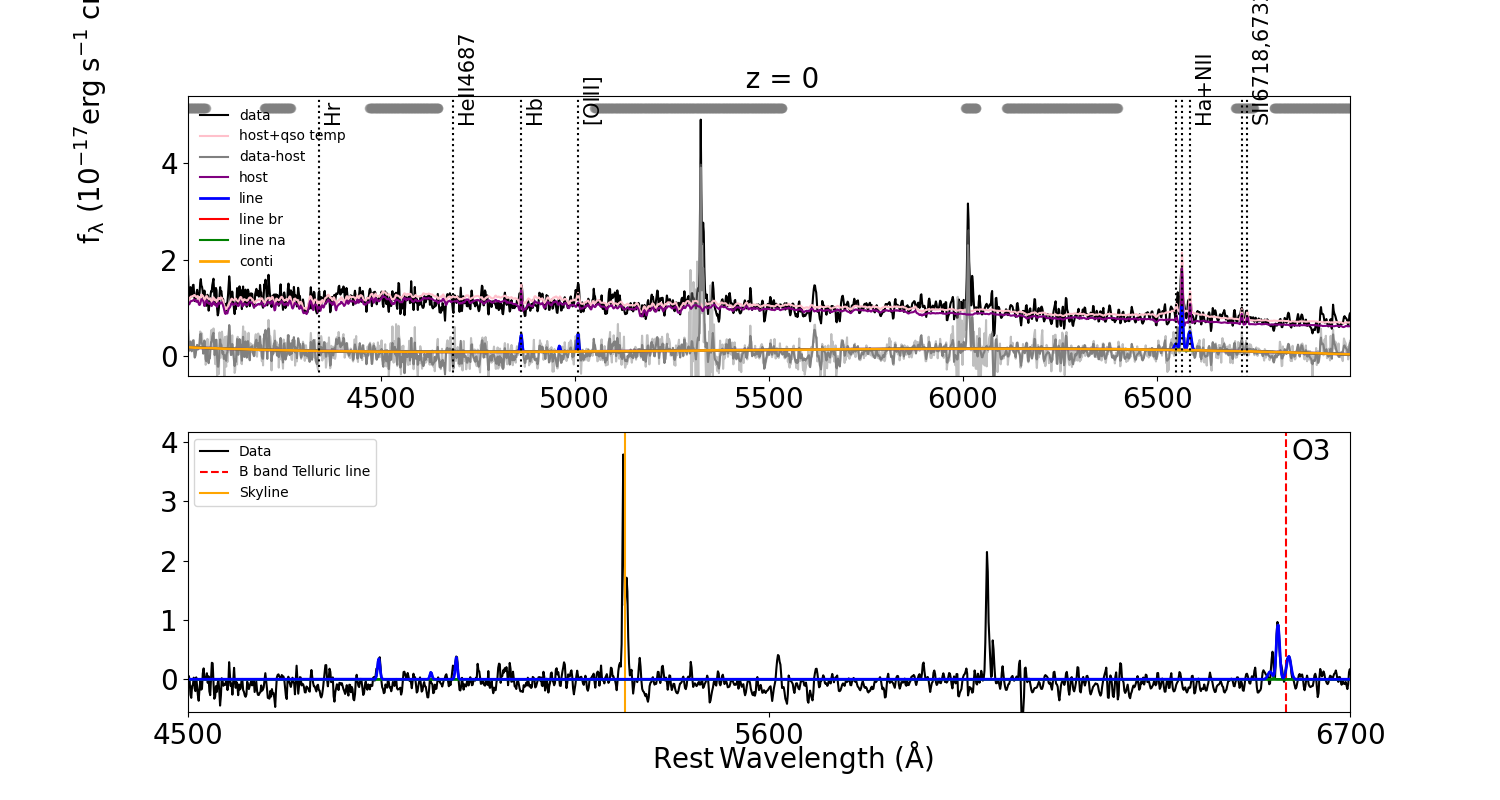 z = 0
fλ (10−17erg s−1 c
Hr
HeII4687
Hb
[OIII]
Ha+NII
SII6718,673
data
host+qso temp
data-host
host
line
line br
line na
conti
4
2
0
4500
5000
5500
6000
6500
Data
B band Telluric line
Skyline
O3
4
3
2
1
0
4500
5600
6700
Rest Wavelength (Å)